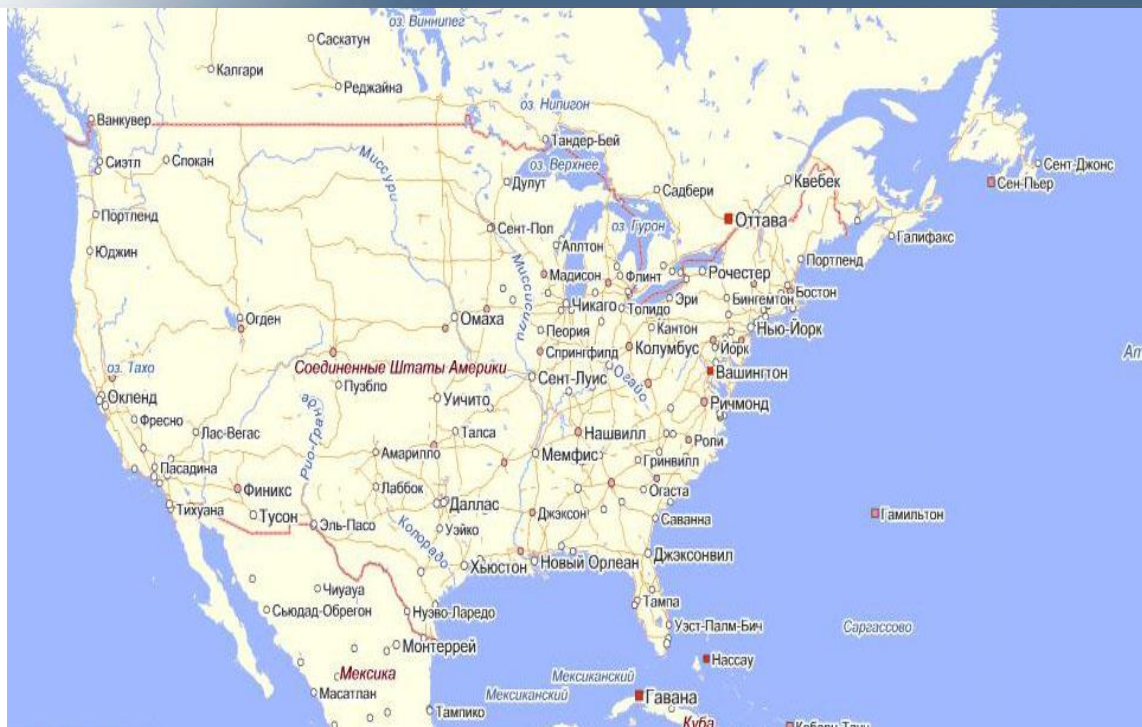 оз. Виннипег
Саскатун
Калгари
Реджайна
оз. Нипигон
Ванкувер
Тандер-Бей
Сиэтл
Спокан
оз. Верхнее
Сент-Джонс
Миссури
Дулут
Садбери
Квебек
Сен-Пьер
Портленд
Сент-Пол
оз. Гурон
Оттава
Юджин
Аплтон
Галифакс
Портленд
Мадисон
Флинт
Рочестер
Миссисипи
Чикаго
Толидо
Эри
Бингемтон
Бостон
Огден
Омаха
Пеория
Кантон
Нью-Йорк
Спрингфилд
Колумбус
Йорк
оз. Тахо
Соединенные Штаты Америки
Вашингтон
Пуэбло
Сент-Луис
Огайо
Окленд
Уичито
Ричмонд
Рио-Гранде
Фресно
Лас-Вегас
Талса
Нашвилл
Роли
Амарилло
Мемфис
Гринвилл
Пасадина
Финикс
Лаббок
Огаста
Даллас
Тихуана
Тусон
Эль-Пасо
Джэксон
Саванна
Гамильтон
Уэйко
Колорадо
Хьюстон
Новый Орлеан
Джэксонвил
Чиуауа
Сьюдад-Обрегон
Нуэво-Ларедо
Тампа
Уэст-Палм-Бич
Саргассово
Монтеррей
Нассау
Мексика
Мексиканский
Масатлан
Мексиканский
Гавана
Тампико
Куба